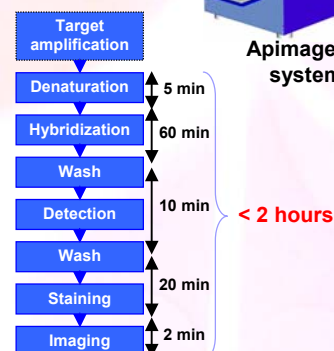 Target
amplification
Apimage
system
Denaturation
5 min
Hybridization
60 min
Wash
10 min
Detection
< 2 hours
Wash
20 min
Staining
2 min
Imaging